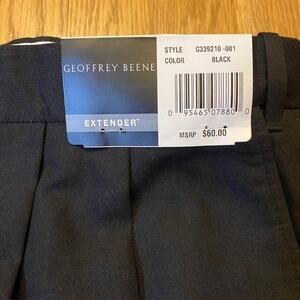 GEOFFREY BEENE
EXTENDER
STYLE G339210-001
COLOR BLACK
0 95465 07880 0
MSRP $60.00